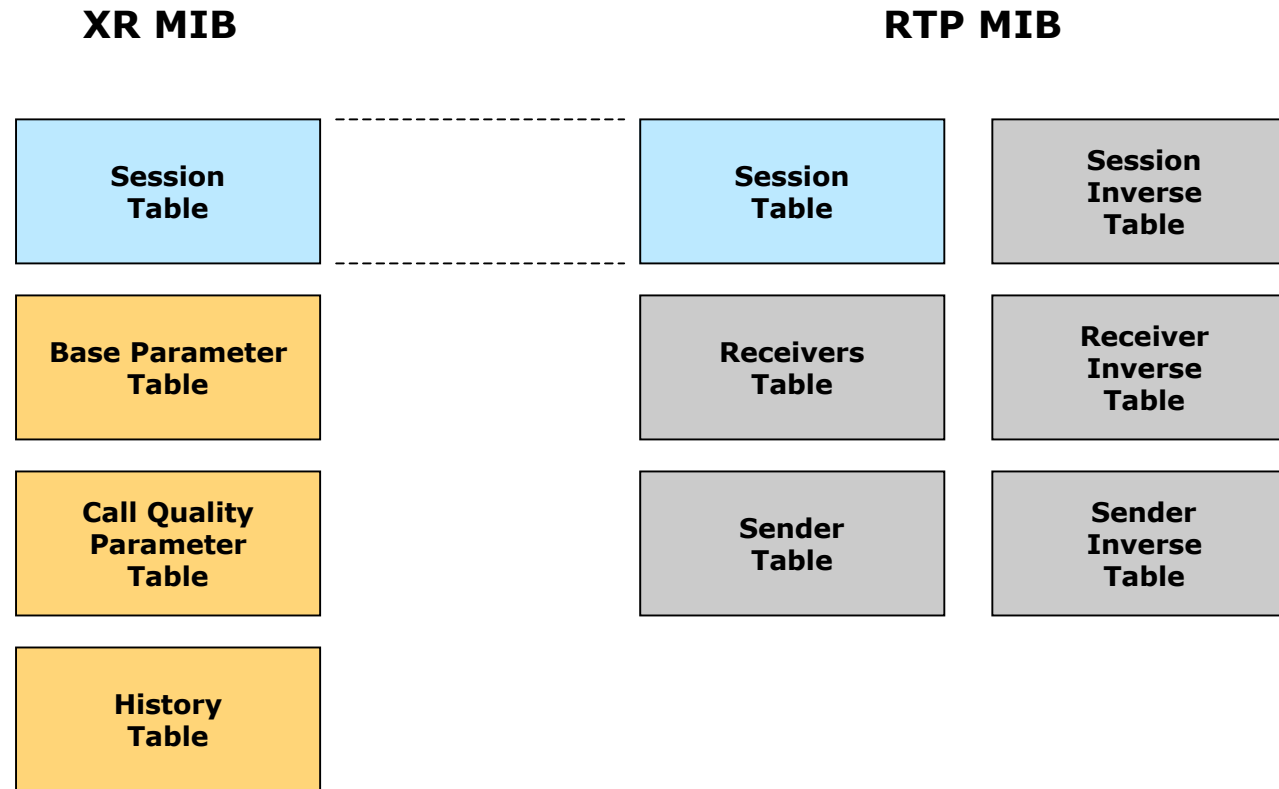 XR MIB
RTP MIB
Session
Table
Session
Table
Session
Inverse
Table
Base Parameter
Table
Receivers
Table
Receiver
Inverse
Table
Call Quality
Parameter
Table
Sender
Table
Sender
Inverse
Table
History
Table